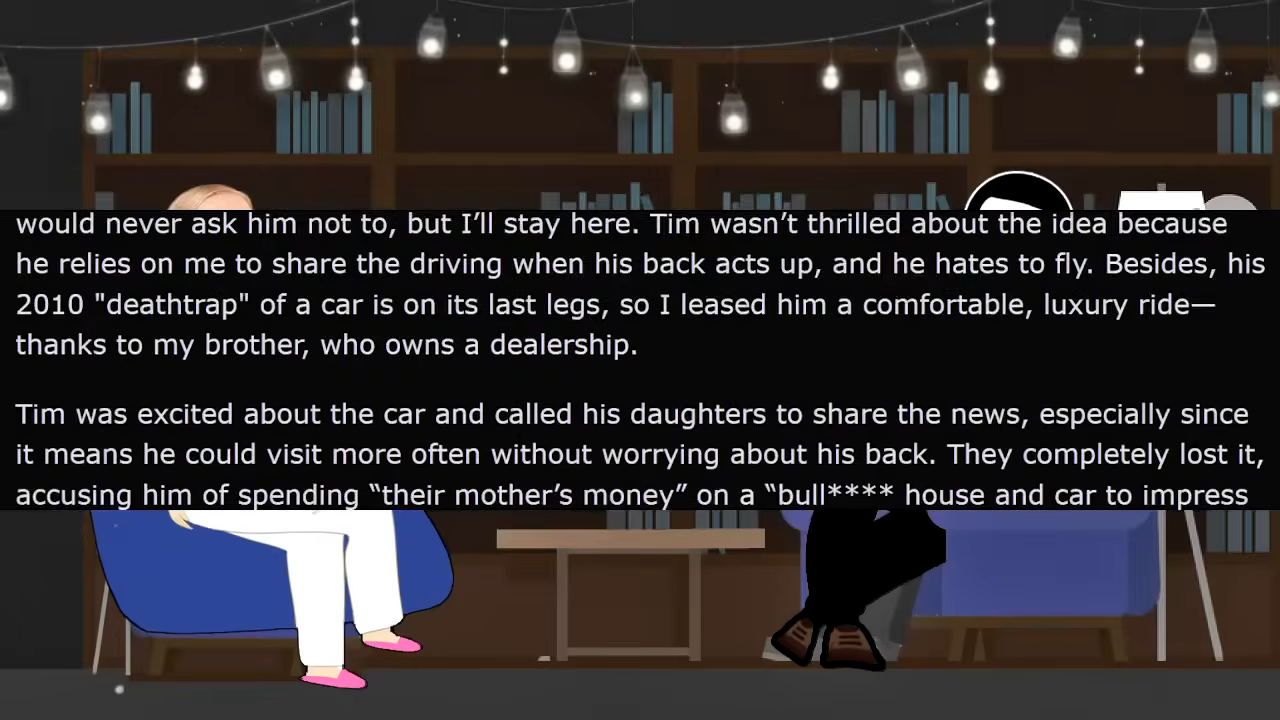 would never ask him not to, but I’ll stay here. Tim wasn’t thrilled about the idea because
he relies on me to share the driving when his back acts up, and he hates to fly. Besides, his
2010 "deathtrap" of a car is on its last legs, so I leased him a comfortable, luxury ride—
thanks to my brother, who owns a dealership.
Tim was excited about the car and called his daughters to share the news, especially since
it means he could visit more often without worrying about his back. They completely lost it,
accusing him of spending “their mother’s money” on a “bull**** house and car to impress